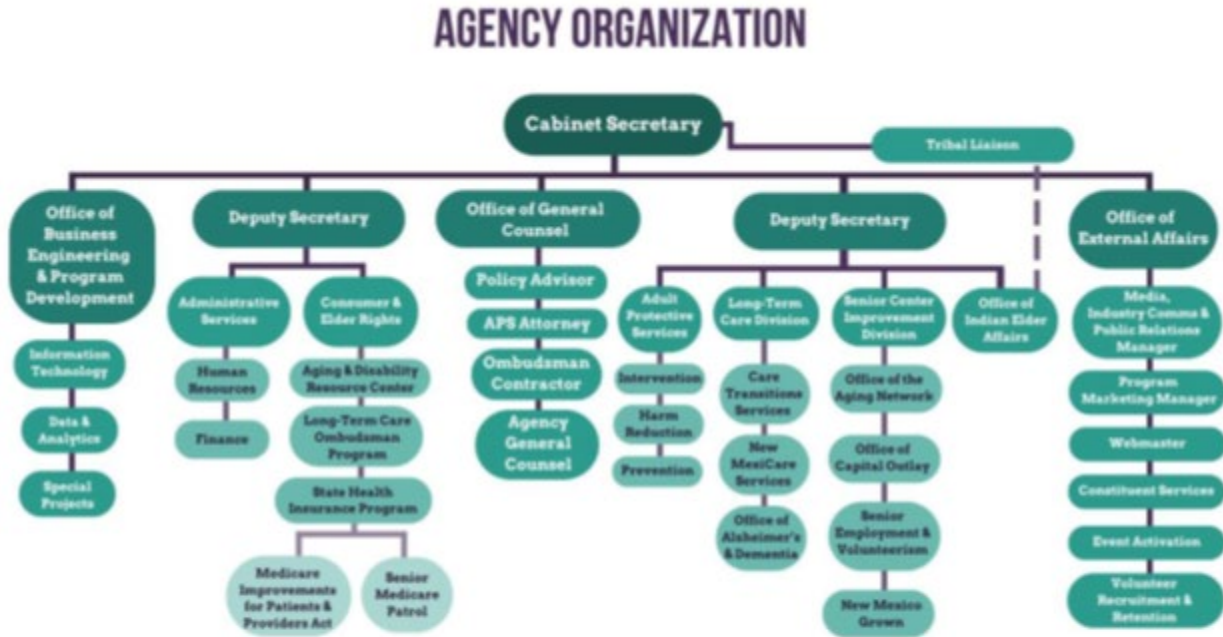 AGENCY ORGANIZATION
Cabinet Secretary
Tribal Liaison
Office of
Business
Engineering
& Program
Development
Information
Technology
Data &
Analytics
Special
Projects
Deputy Secretary
Administrative
Services
Human
Resources
Finance
Consumer &
Elder Rights
Aging & Disability
Resource Center
Long-Term Care
Ombudsman
Program
State Health
Insurance Program
Medicare
Improvements
for Patients &
Providers Act
Senior
Medicare
Patrol
Office of General
Counsel
Policy Advisor
APS Attorney
Ombudsman
Contractor
Agency
General
Counsel
Deputy Secretary
Adult
Protective
Services
Intervention
Harm
Reduction
Prevention
Long-Term
Care Division
Care
Transitions
Services
New
MexiCare
Services
Office of
Alzheimer's
& Dementia
Senior Center
Improvement
Division
Office of the
Aging Network
Office of
Capital Outlay
Senior
Employment &
Volunteerism
New Mexico
Grown
Office of
Indian Elder
Affairs
Office of
External Affairs
Media,
Industry Comms &
Public Relations
Manager
Program
Marketing Manager
Webmaster
Constituent Services
Event Activation
Volunteer
Recruitment &
Retention